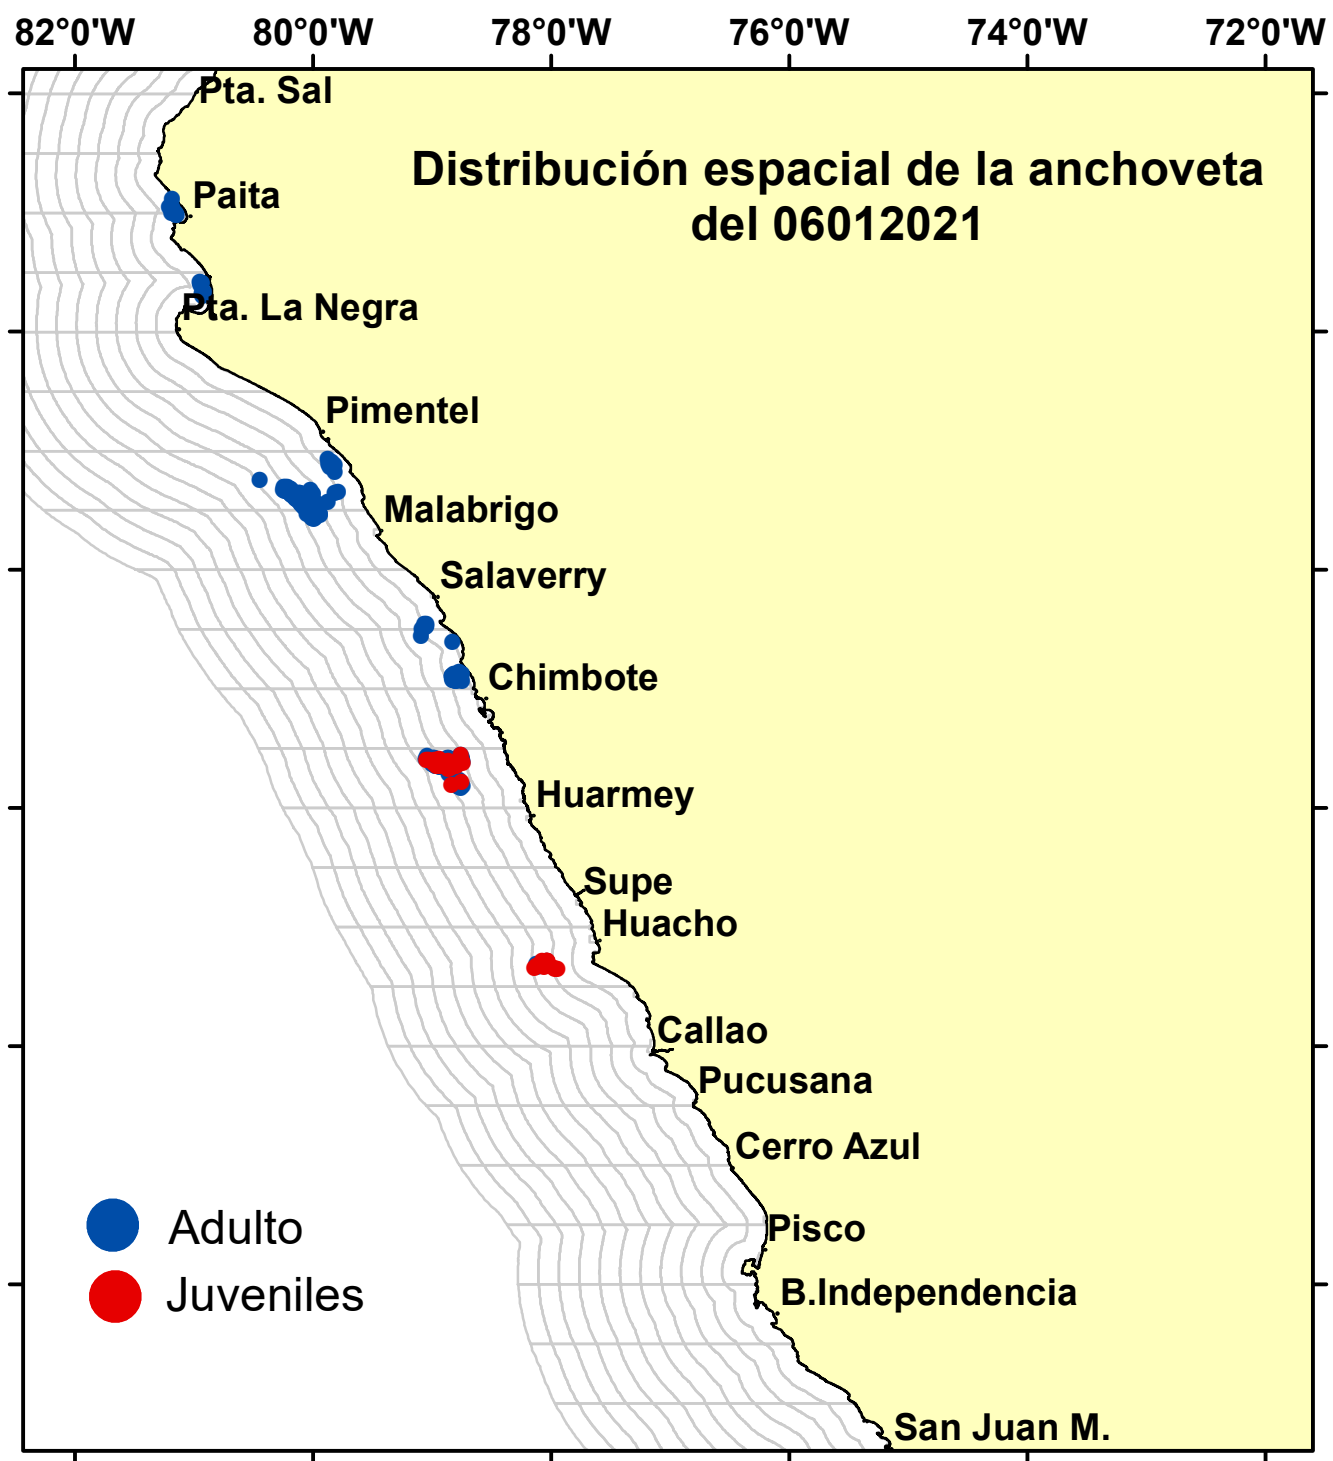 82°0'W 80°0'W 78°0'W 76°0'W 74°0'W 72°0'W
Pta. Sal
Distribución espacial de la anchoveta
del 06012021
Paita
Pta. La Negra
Pimentel
Malabrigo
Salaverry
Chimbote
Huarmey
Supe
Huacho
Callao
Pucusana
Cerro Azul
Pisco
B.Independencia
San Juan M.
Adulto
Juveniles